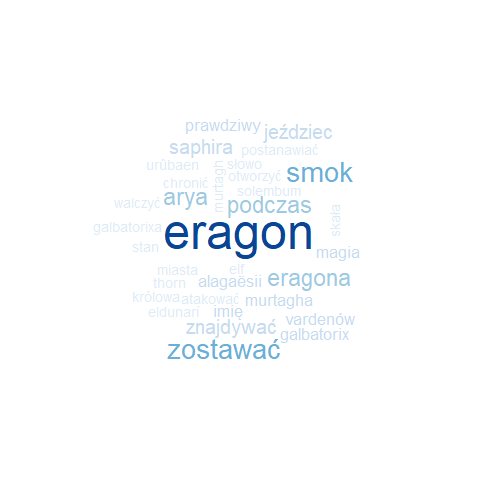 prawdziwy
jeździec
saphira
postanawiać
urûbaen
murtagh
słowo
smok
otworzyć
chronić
solembum
arya
walczyć
podczas
skała
galbatorixa
eragon
stan
magia
miasta
elf
eragona
thorn
alagaësii
królowa
atakować
murtagha
eldunarí
imię
vardenów
znajdywać
galbatorix
zostawać